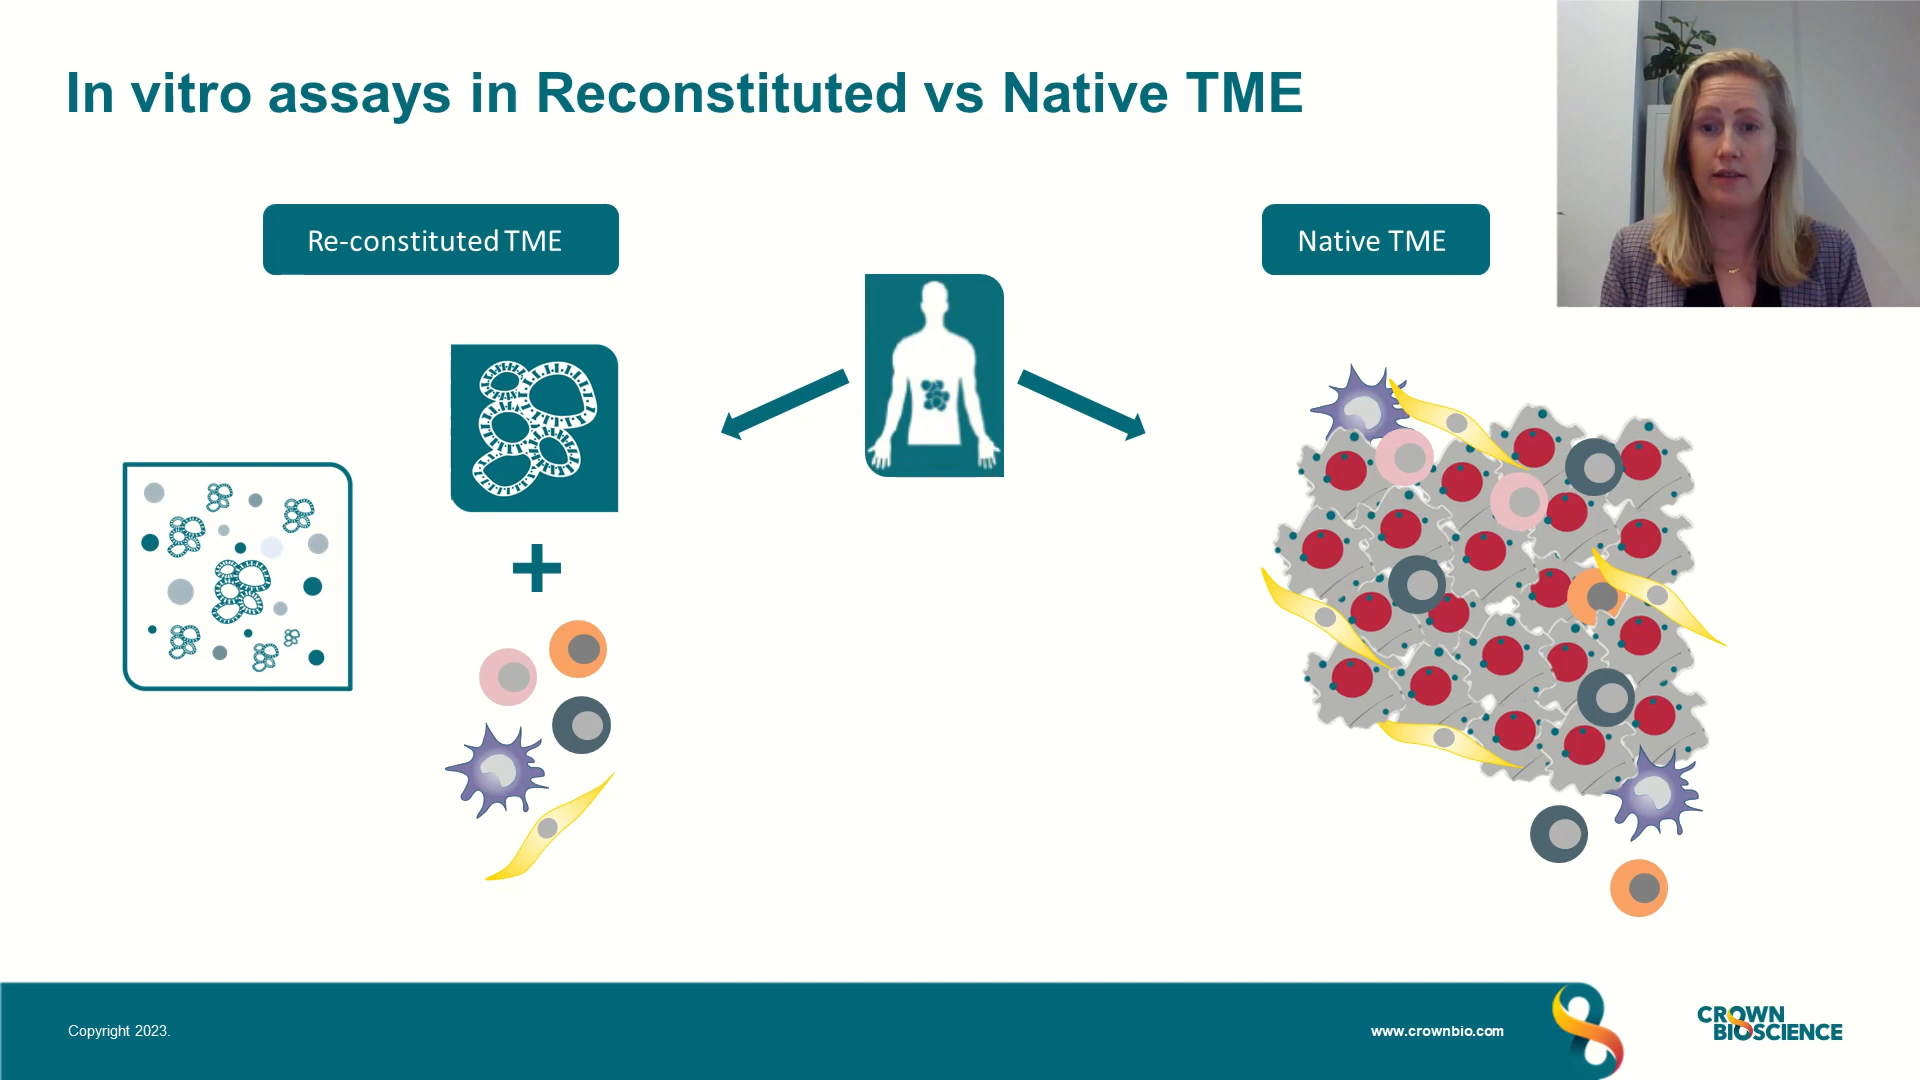 In vitro assays in Reconstituted vs Native TME
Re-constituted TME
Native TME
Copyright 2023.
www.crownbio.com
CROWN
BIOSCIENCE